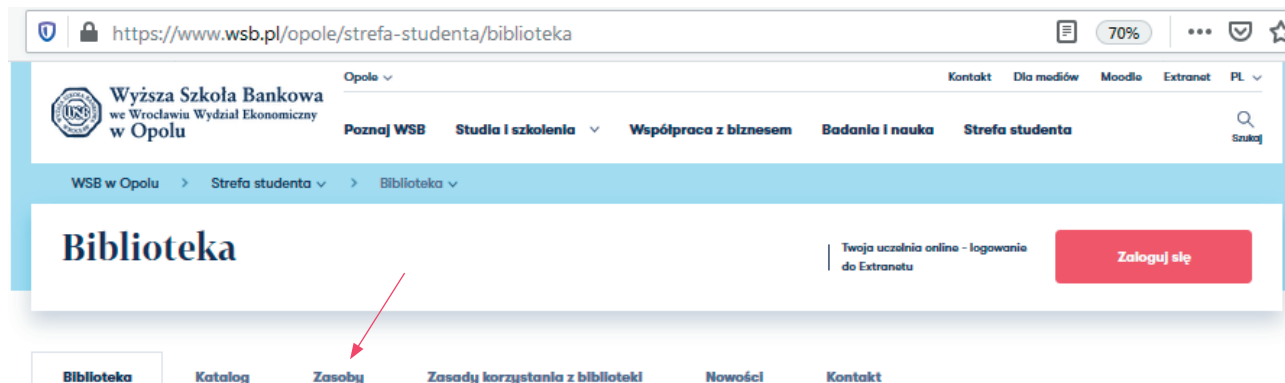 https://www.wsb.pl/opole/strefa-studenta/biblioteka 70%
Opole Kontakt Dla mediów Moodle Extranet PL
WSB
Wyższa Szkoła Bankowa
we Wrocławiu Wydział Ekonomiczny
w Opolu
Poznaj WSB Studia i szkolenia Współpraca z biznesem Badania i nauka Strefa studenta
Szukaj
WSB w Opolu > Strefa studenta > Biblioteka
Biblioteka
Twoja uczelnia online - logowanie
do Extranetu
Zaloguj się
Biblioteka Katalog Zasoby Zasady korzystania z biblioteki Nowości Kontakt